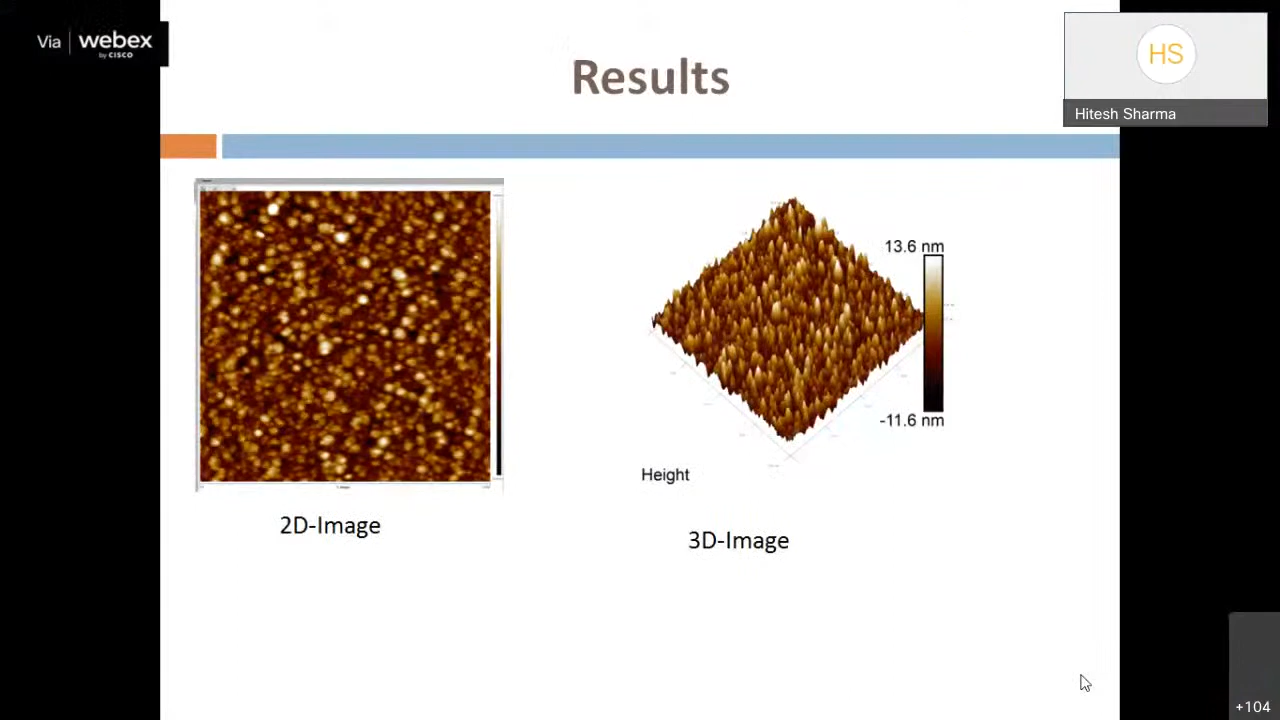 Via webex
by CISCO
HS
Hitesh Sharma
Results
13.6 nm
-11.6 nm
Height
2D-Image
3D-Image
+104